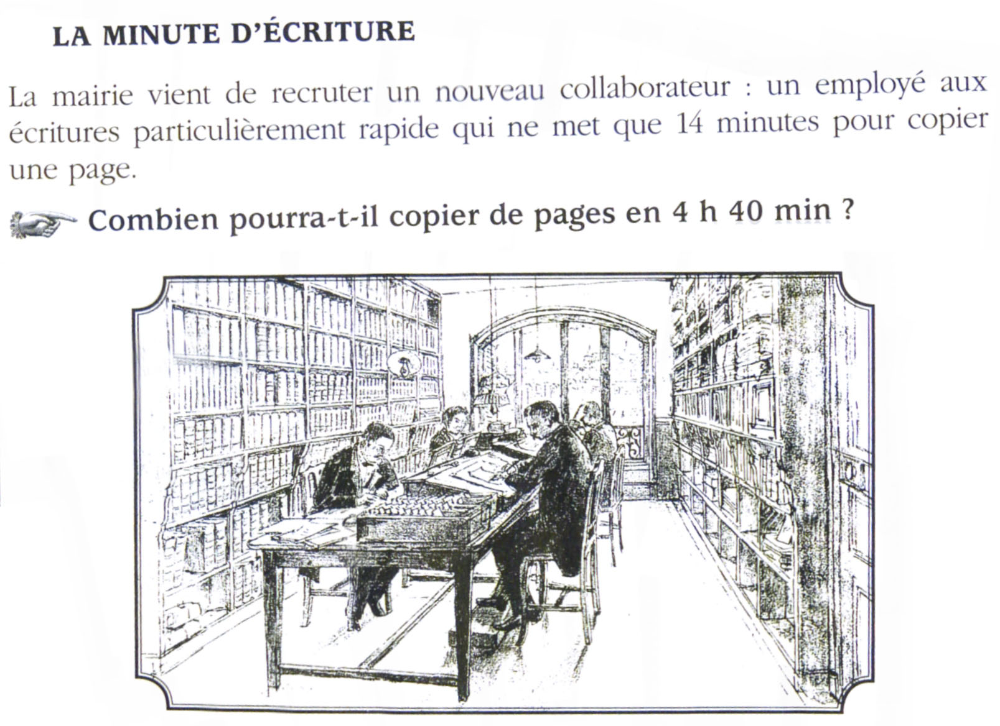 LA MINUTE D'ÉCRITURE
La mairie vient de recruter un nouveau collaborateur : un employé aux
écritures particulièrement rapide qui ne met que 14 minutes pour copier
une page.
Combien pourra-t-il copier de pages en 4 h 40 min ?